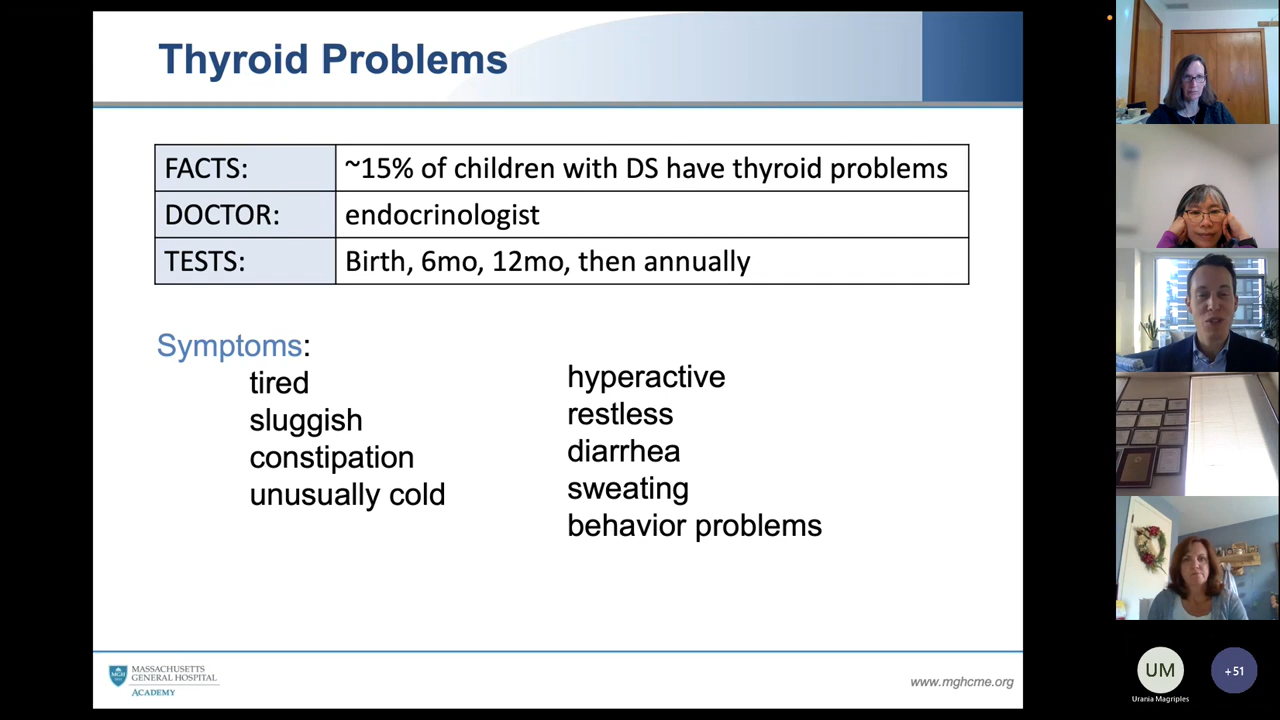 Thyroid Problems
FACTS: ~15% of children with DS have thyroid problems
DOCTOR: endocrinologist
TESTS: Birth, 6mo, 12mo, then annually
Symptoms:
tired
sluggish
constipation
unusually cold
hyperactive
restless
diarrhea
sweating
behavior problems
MGH
MASSACHUSETTS
GENERAL HOSPITAL
ACADEMY
www.mghcme.org
UM
Urania Magriples
+51